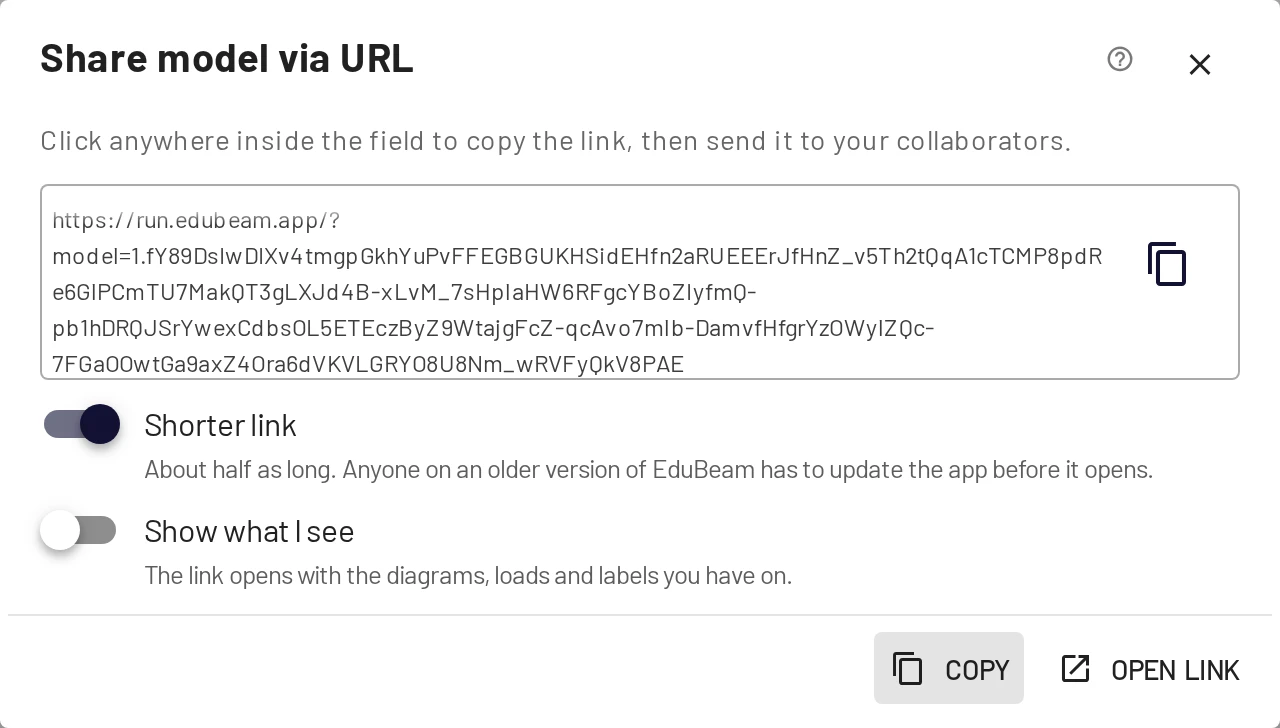 Share model via URL
Click anywhere inside the field to copy the link, then send it to your collaborators.
https://run.edubeam.app/?
model=1.fY89DsIwDIXv4tmgpGkhYuPvFFEGBGUKHSidEHfn2aRUEEErJfHnZ_v5Th2tQqA1cTCMP8pdR
e6GIPCmTU7MakQT3gLXJd4B-xLvM_7sHpIaHW6RFgcYBoZIyfmQ-
pb1hDRQJSrYwexCdbsOL5ETEczByZ9WtajgFcZ-qcAvo7mIb-DamvfHfgrYzOWyIZQc-
7FGa0OwtGa9axZ4Ora6dVKVLGRYO8U8Nm_wRVFyQkV8PAE
Shorter link
About half as long. Anyone on an older version of EduBeam has to update the app before it opens.
Show what I see
The link opens with the diagrams, loads and labels you have on.
COPY
OPEN LINK